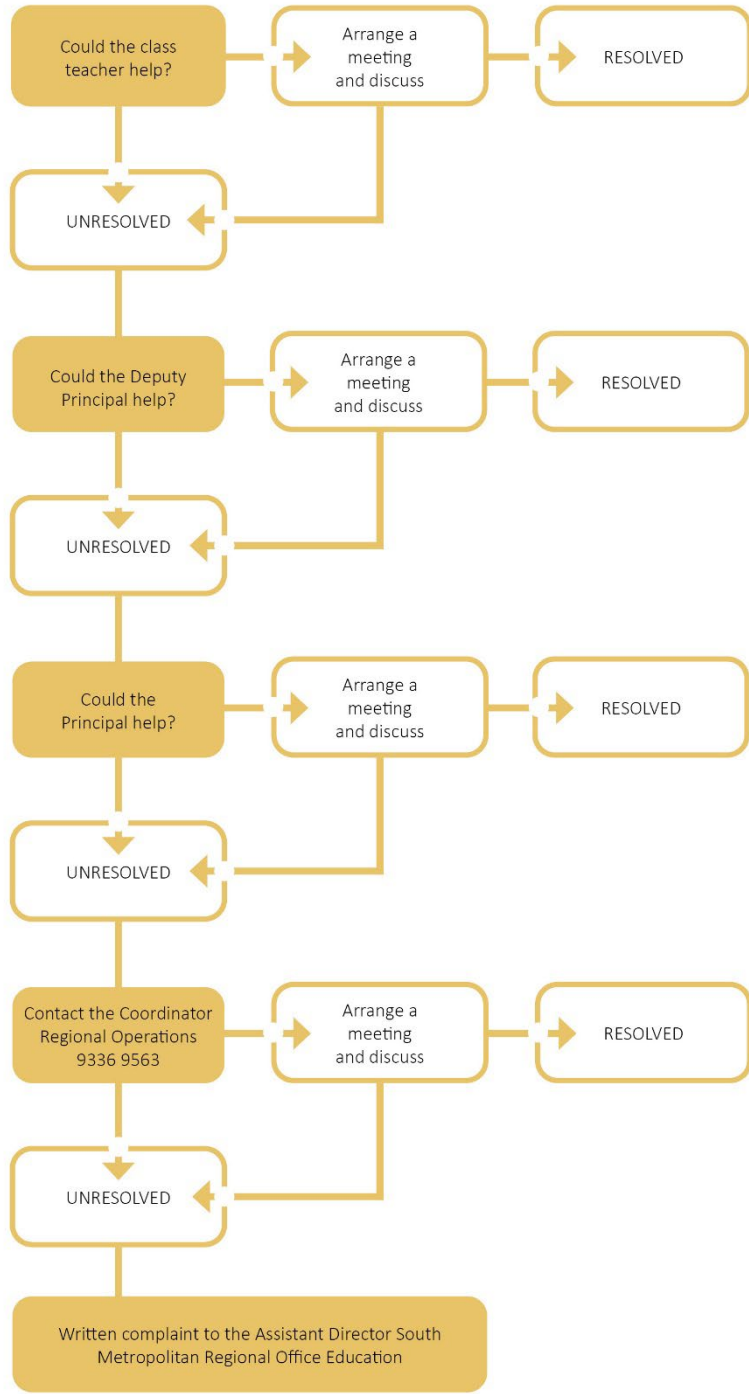 Could the class
teacher help?
Arrange a
meeting
and discuss
RESOLVED
UNRESOLVED
Could the Deputy
Principal help?
Arrange a
meeting
and discuss
RESOLVED
UNRESOLVED
Could the
Principal help?
Arrange a
meeting
and discuss
RESOLVED
UNRESOLVED
Contact the Coordinator
Regional Operations
9336 9563
Arrange a
meeting
and discuss
RESOLVED
UNRESOLVED
Written complaint to the Assistant Director South
Metropolitan Regional Office Education